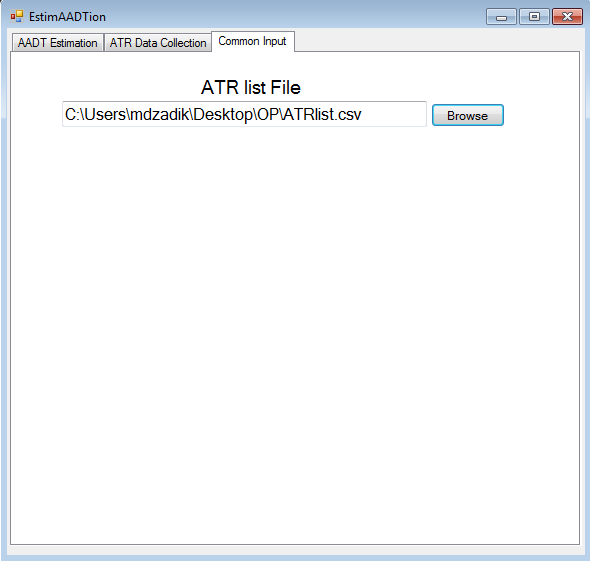 EstimAADTion
AADT Estimation ATR Data Collection Common Input
ATR list File
C:\Users\mdzadik\Desktop\OP\ATRlist.csv Browse